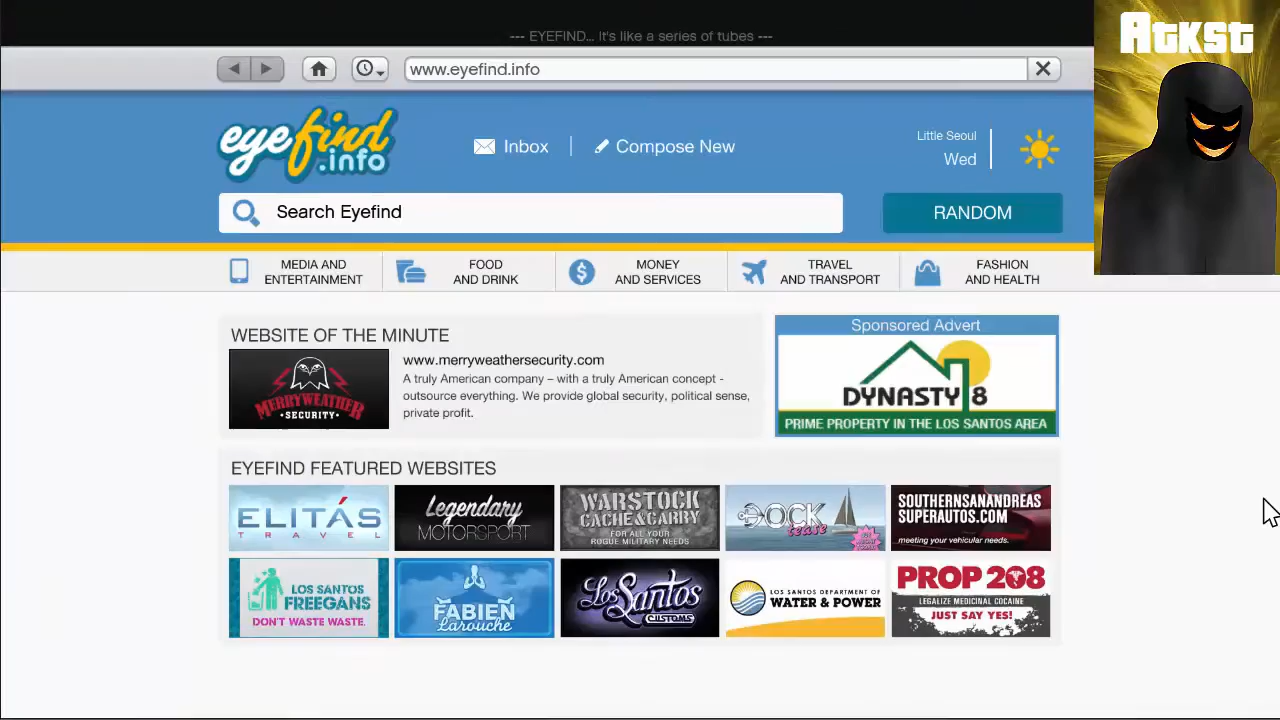 --- EYEFIND... It's like a series of tubes ---
Atkst
www.eyefind.info
eyefind
.info
Inbox
Compose New
Little Seoul
Wed
Search Eyefind
RANDOM
MEDIA AND
ENTERTAINMENT
FOOD
AND DRINK
MONEY
AND SERVICES
TRAVEL
AND TRANSPORT
FASHION
AND HEALTH
WEBSITE OF THE MINUTE
MERRYWEATHER
SECURITY
www.merryweathersecurity.com
A truly American company – with a truly American concept -
outsource everything. We provide global security, political sense,
private profit.
Sponsored Advert
DYNASTY 8
PRIME PROPERTY IN THE LOS SANTOS AREA
EYEFIND FEATURED WEBSITES
ELITÁS
TRAVEL
Legendary
MOTORSPORT
WARSTOCK
CACHE & CARRY
FOR ALL YOUR
ROGUE MILITARY NEEDS
DOCK
tease
SOUTHERNSANANDREAS
SUPERAUTOS.COM
meeting your vehicular needs.
LOS SANTOS
FREEGANS
DON'T WASTE WASTE.
FABIEN
Larouche
Los Santos
CUSTOMS
LOS SANTOS DEPARTMENT OF
WATER & POWER
PROP 208
LEGALIZE MEDICINAL COCAINE
JUST SAY YES!